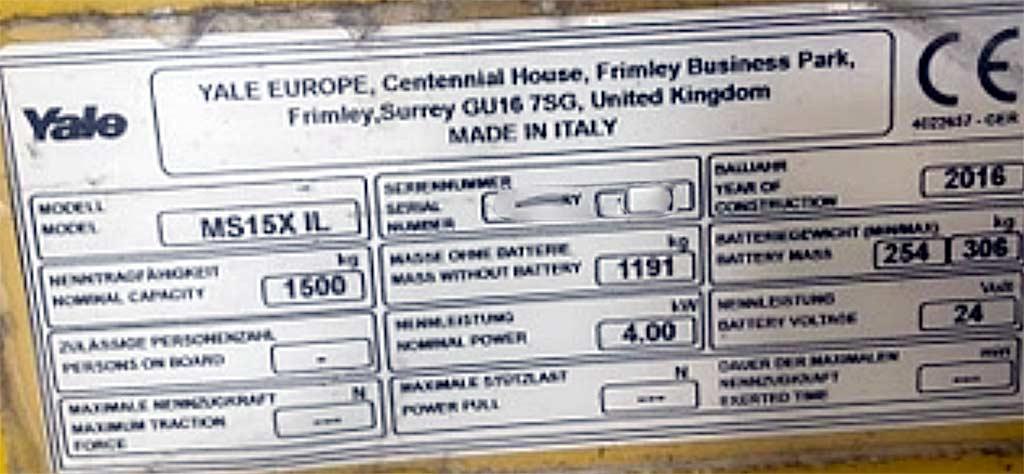 Yale
YALE EUROPE, Centennial House, Frimley Business Park,
Frimley,Surrey GU16 7SG, United Kingdom
MADE IN ITALY
CE
MODELL
MODEL
MS15X IL
SERIENNUMMER
SERIAL
NUMBER
BAUJAHR
YEAR OF
CONSTRUCTION
2016
NENNTRAGFÄHIGKEIT
NOMINAL CAPACITY
kg
1500
MASSE OHNE BATTERIE
MASS WITHOUT BATTERY
kg
1191
BATTERIEGEWICHT (MIN/MAX)
BATTERY MASS
kg
254 306
ZULÄSSIGE PERSONENZAHL
PERSONS ON BOARD
-
NENNLEISTUNG
NOMINAL POWER
kW
4.00
NENNLEISTUNG
BATTERY VOLTAGE
Volt
24
MAXIMALE NENNZUGKRAFT
MAXIMUM TRACTION
FORCE
N
---
MAXIMALE STÜTZLAST
POWER PULL
N
---
DAUER DER MAXIMALEN
NENNZUGKRAFT
EXERTED TIME
---